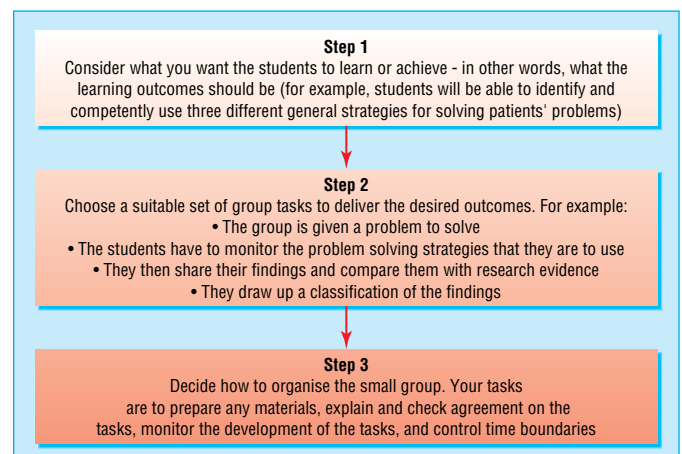 Step 1
Consider what you want the students to learn or achieve - in other words, what the
learning outcomes should be (for example, students will be able to identify and
competently use three different general strategies for solving patients' problems)
Step 2
Choose a suitable set of group tasks to deliver the desired outcomes. For example:
• The group is given a problem to solve
• The students have to monitor the problem solving strategies that they are to use
• They then share their findings and compare them with research evidence
• They draw up a classification of the findings
Step 3
Decide how to organise the small group. Your tasks
are to prepare any materials, explain and check agreement on the
tasks, monitor the development of the tasks, and control time boundaries